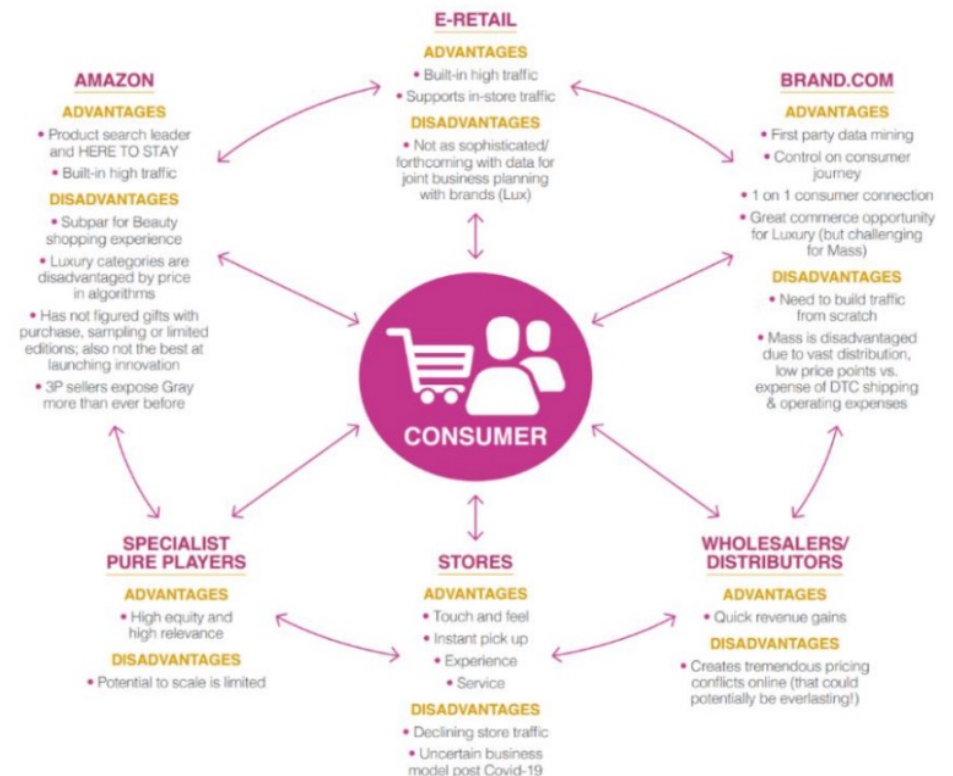 E-RETAIL
ADVANTAGES
• Built-in high traffic
• Supports in-store traffic
DISADVANTAGES
• Not as sophisticated/
forthcoming with data for
joint business planning
with brands (Lux)
AMAZON
ADVANTAGES
• Product search leader
and HERE TO STAY
• Built-in high traffic
DISADVANTAGES
• Subpar for Beauty
shopping experience
• Luxury categories are
disadvantaged by price
in algorithms
• Has not figured gifts with
purchase, sampling or limited
editions; also not the best at
launching innovation
• 3P sellers expose Gray
more than ever before
BRAND.COM
ADVANTAGES
• First party data mining
• Control on consumer
journey
• 1 on 1 consumer connection
• Great commerce opportunity
for Luxury (but challenging
for Mass)
DISADVANTAGES
• Need to build traffic
from scratch
• Mass is disadvantaged
due to vast distribution,
low price points vs.
expense of DTC shipping
& operating expenses
CONSUMER
SPECIALIST
PURE PLAYERS
ADVANTAGES
• High equity and
high relevance
DISADVANTAGES
• Potential to scale is limited
STORES
ADVANTAGES
• Touch and feel
• Instant pick up
• Experience
• Service
DISADVANTAGES
• Declining store traffic
• Uncertain business
model post Covid-19
WHOLESALERS/
DISTRIBUTORS
ADVANTAGES
• Quick revenue gains
DISADVANTAGES
• Creates tremendous pricing
conflicts online (that could
potentially be everlasting!)